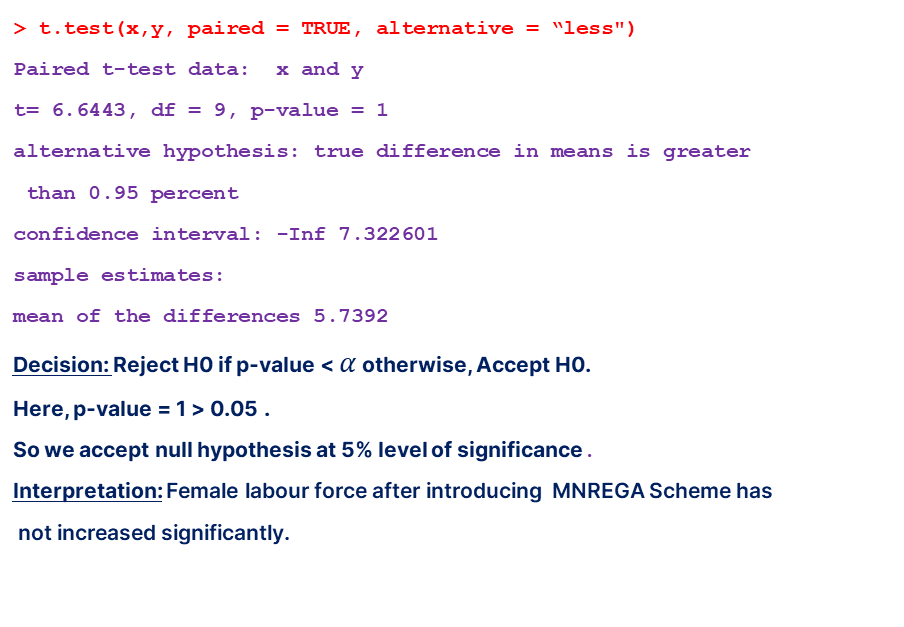 > t.test(x,y, paired = TRUE, alternative = “less")
Paired t-test data:  x and y
t= 6.6443, df = 9, p-value = 1
alternative hypothesis: true difference in means is greater
than 0.95 percent
confidence interval: -Inf 7.322601
sample estimates:
mean of the differences 5.7392
Decision: Reject H0 if p-value < α otherwise, Accept H0.
Here, p-value = 1 > 0.05 .
So we accept null hypothesis at 5% level of significance .
Interpretation: Female labour force after introducing MNREGA Scheme has
not increased significantly.